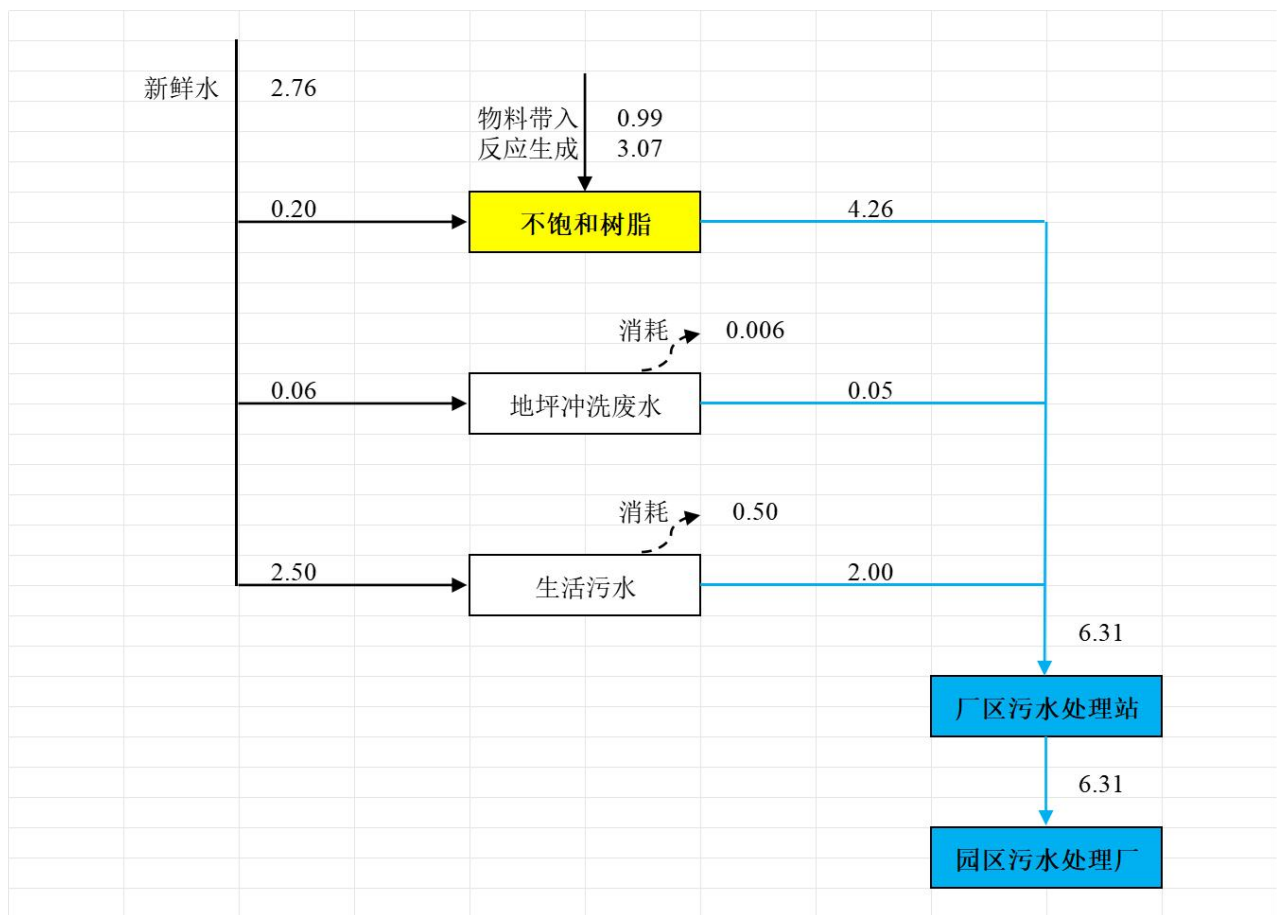 新鲜水 2.76
物料带入 0.99
反应生成 3.07
0.20 不饱和树脂 4.26
消耗 0.006
0.06 地坪冲洗废水 0.05
消耗 0.50
2.50 生活污水 2.00
6.31
厂区污水处理站
6.31
园区污水处理厂